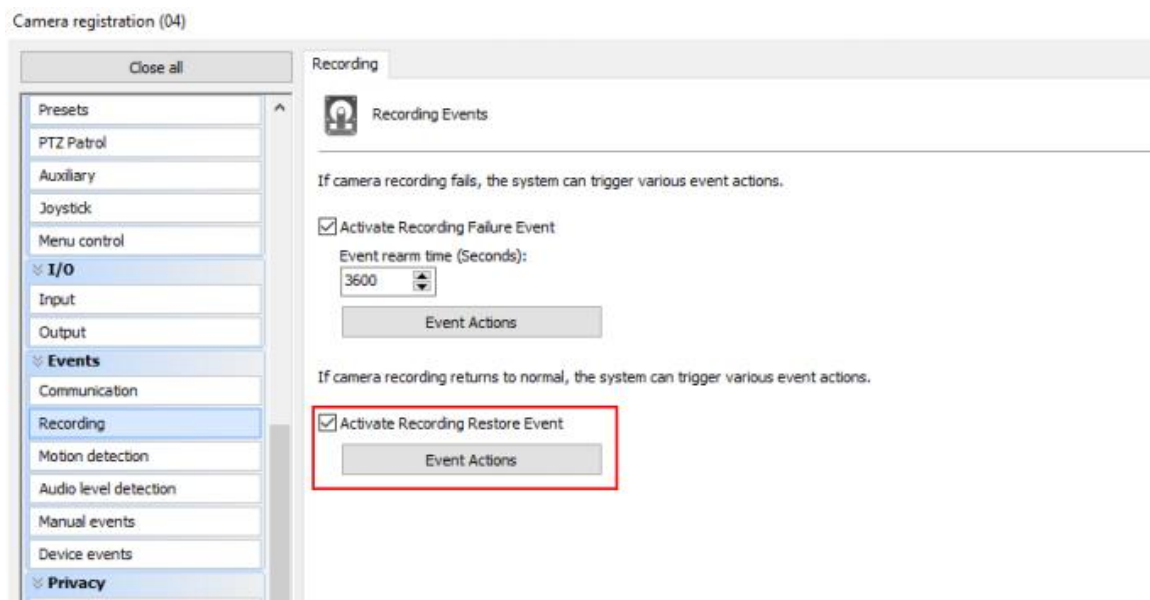 Camera registration (04)
Close all
Presets
PTZ Patrol
Auxiliary
Joystick
Menu control
I/O
Input
Output
Events
Communication
Recording
Motion detection
Audio level detection
Manual events
Device events
Privacy
Recording
Recording Events
If camera recording fails, the system can trigger various event actions.
Activate Recording Failure Event
Event rearm time (Seconds):
3600
Event Actions
If camera recording returns to normal, the system can trigger various event actions.
Activate Recording Restore Event
Event Actions